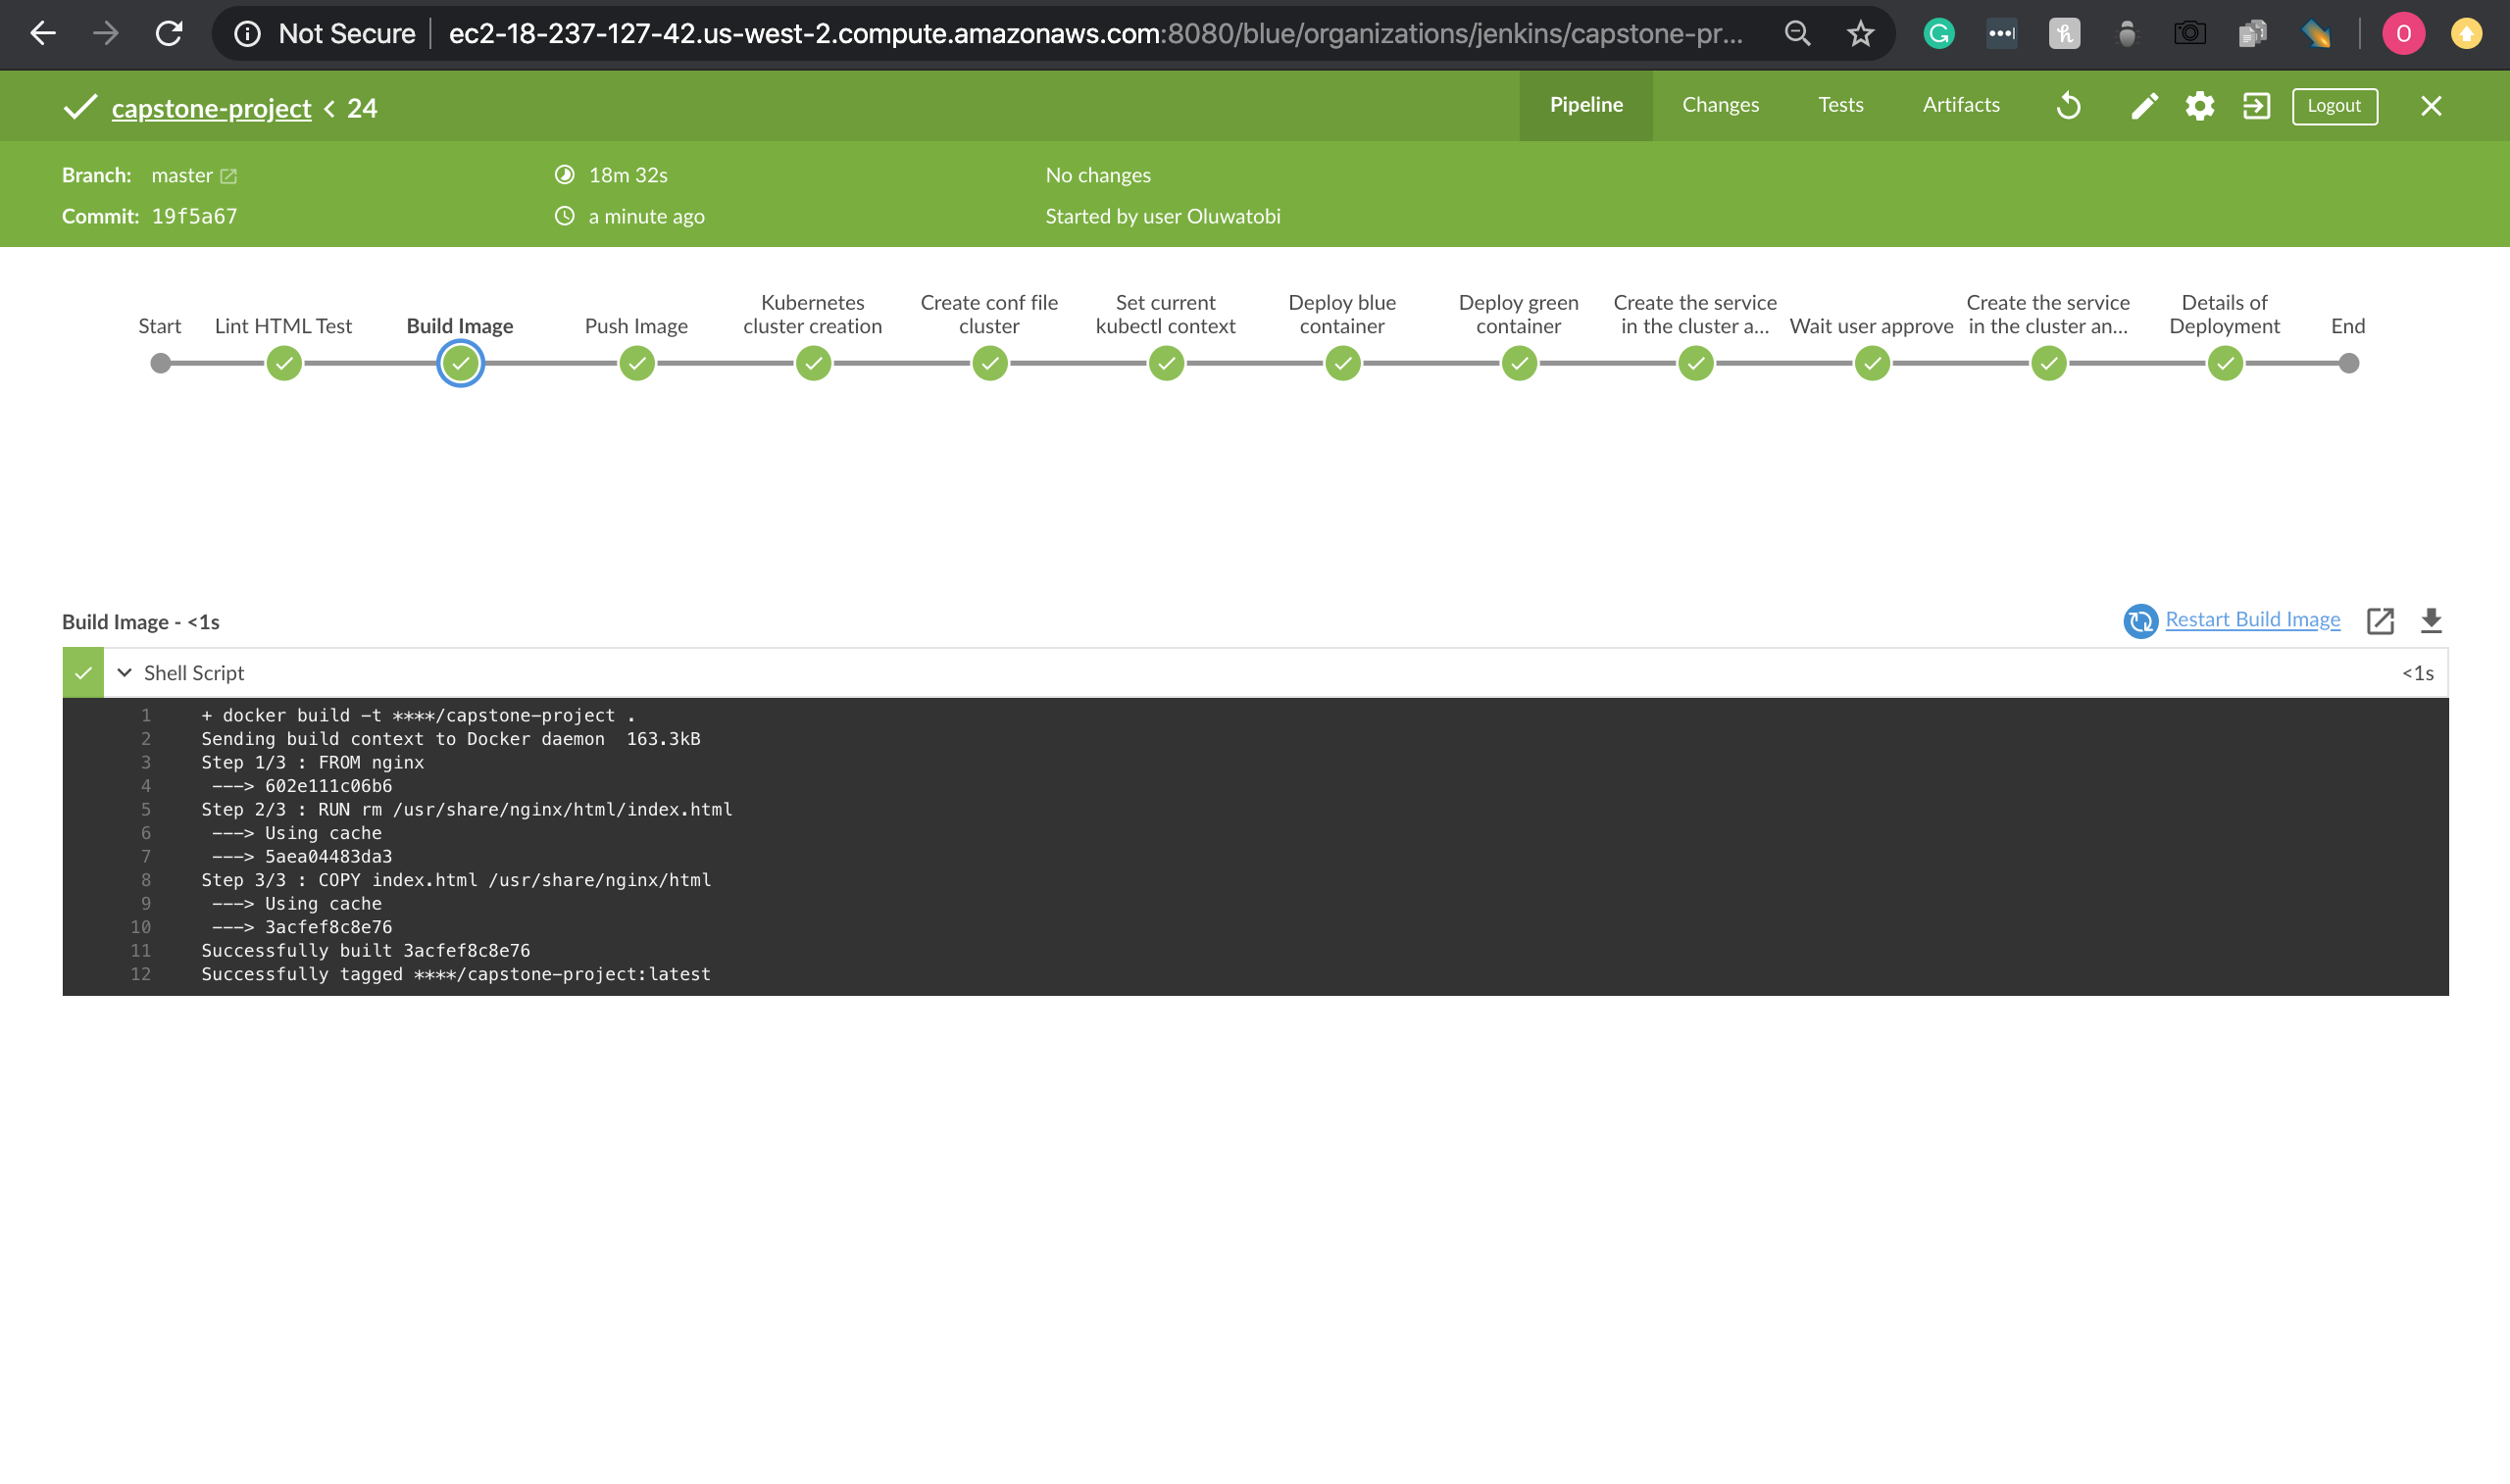 Not Secure ec2-18-237-127-42.us-west-2.compute.amazonaws.com:8080/blue/organizations/jenkins/capstone-pr...
G
O
capstone-project < 24
Pipeline Changes Tests Artifacts Logout
Branch: master 18m 32s No changes
Commit: 19f5a67 a minute ago Started by user Oluwatobi
Start
Lint HTML Test
Build Image
Push Image
Kubernetes
cluster creation
Create conf file
cluster
Set current
kubectl context
Deploy blue
container
Deploy green
container
Create the service
in the cluster a...
Wait user approve
Create the service
in the cluster an...
Details of
Deployment
End
Build Image - <1s Restart Build Image
Shell Script <1s
1 + docker build -t ****/capstone-project .
2 Sending build context to Docker daemon 163.3kB
3 Step 1/3 : FROM nginx
4 ---> 602e111c06b6
5 Step 2/3 : RUN rm /usr/share/nginx/html/index.html
6 ---> Using cache
7 ---> 5aea04483da3
8 Step 3/3 : COPY index.html /usr/share/nginx/html
9 ---> Using cache
10 ---> 3acfef8c8e76
11 Successfully built 3acfef8c8e76
12 Successfully tagged ****/capstone-project:latest